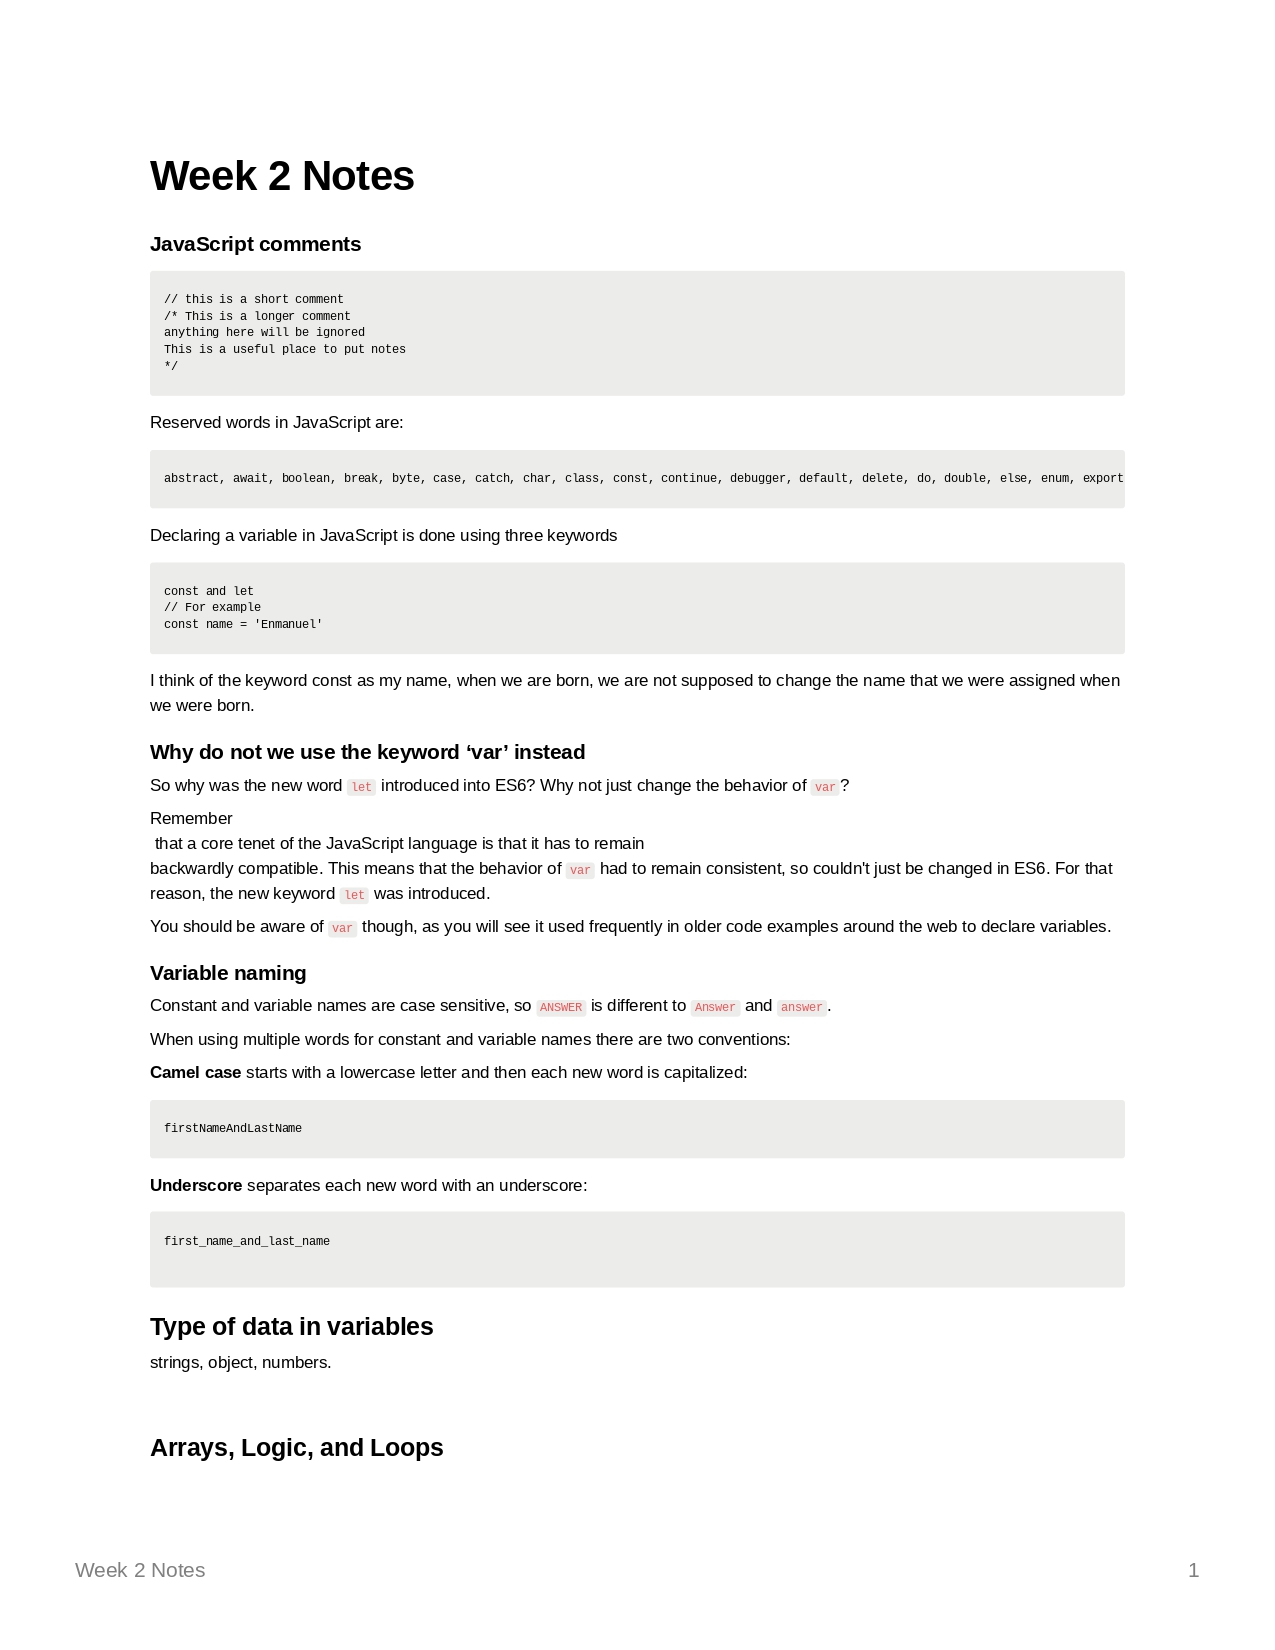 Week 2 Notes
JavaScript comments
// this is a short comment
/* This is a longer comment
anything here will be ignored
This is a useful place to put notes
*/
Reserved words in JavaScript are:
abstract, await, boolean, break, byte, case, catch, char, class, const, continue, debugger, default, delete, do, double, else, enum, export
Declaring a variable in JavaScript is done using three keywords
const and let
// For example
const name = 'Enmanuel'
I think of the keyword const as my name, when we are born, we are not supposed to change the name that we were assigned when
we were born.
Why do not we use the keyword ‘var’ instead
So why was the new word let introduced into ES6? Why not just change the behavior of var?
Remember
that a core tenet of the JavaScript language is that it has to remain
backwardly compatible. This means that the behavior of var had to remain consistent, so couldn't just be changed in ES6. For that
reason, the new keyword let was introduced.
You should be aware of var though, as you will see it used frequently in older code examples around the web to declare variables.
Variable naming
Constant and variable names are case sensitive, so ANSWER is different to Answer and answer.
When using multiple words for constant and variable names there are two conventions:
Camel case starts with a lowercase letter and then each new word is capitalized:
firstNameAndLastName
Underscore separates each new word with an underscore:
first_name_and_last_name
Type of data in variables
strings, object, numbers.
Arrays, Logic, and Loops
Week 2 Notes 1